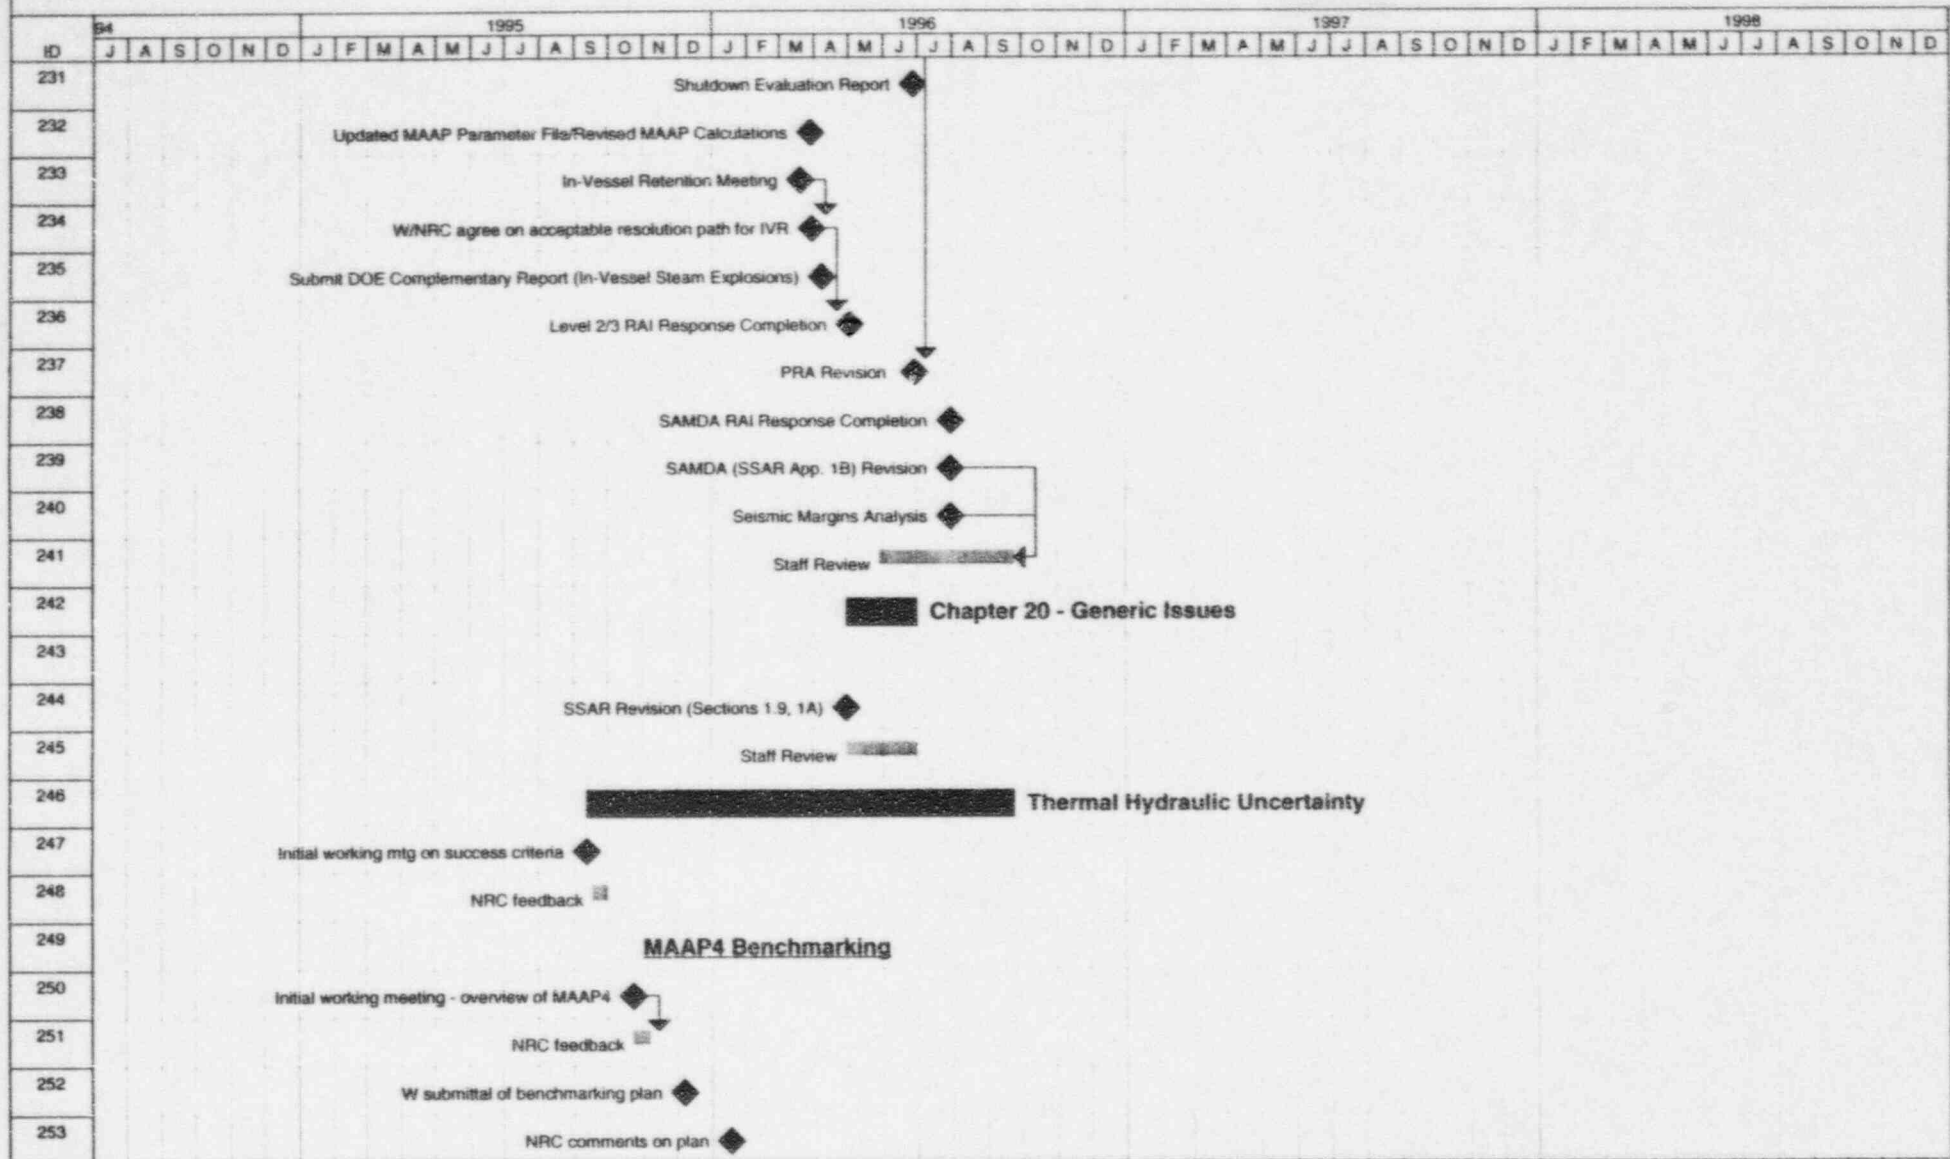 94 1995 1996 1997 1998
ID J A S O N D J F M A M J J A S O N D J F M A M J J A S O N D J F M A M J J A S O N D J F M A M J J A S O N D
231 Shutdown Evaluation Report
232 Updated MAAP Parameter File/Revised MAAP Calculations
233 In-Vessel Retention Meeting
234 W/NRC agree on acceptable resolution path for IVR
235 Submit DOE Complementary Report (In-Vessel Steam Explosions)
236 Level 2/3 RAI Response Completion
237 PRA Revision
238 SAMDA RAI Response Completion
239 SAMDA (SSAR App. 1B) Revision
240 Seismic Margins Analysis
241 Staff Review
242 Chapter 20 - Generic Issues
243
244 SSAR Revision (Sections 1.9, 1A)
245 Staff Review
246 Thermal Hydraulic Uncertainty
247 Initial working mtg on success criteria
248 NRC feedback
249 MAAP4 Benchmarking
250 Initial working meeting - overview of MAAP4
251 NRC feedback
252 W submittal of benchmarking plan
253 NRC comments on plan